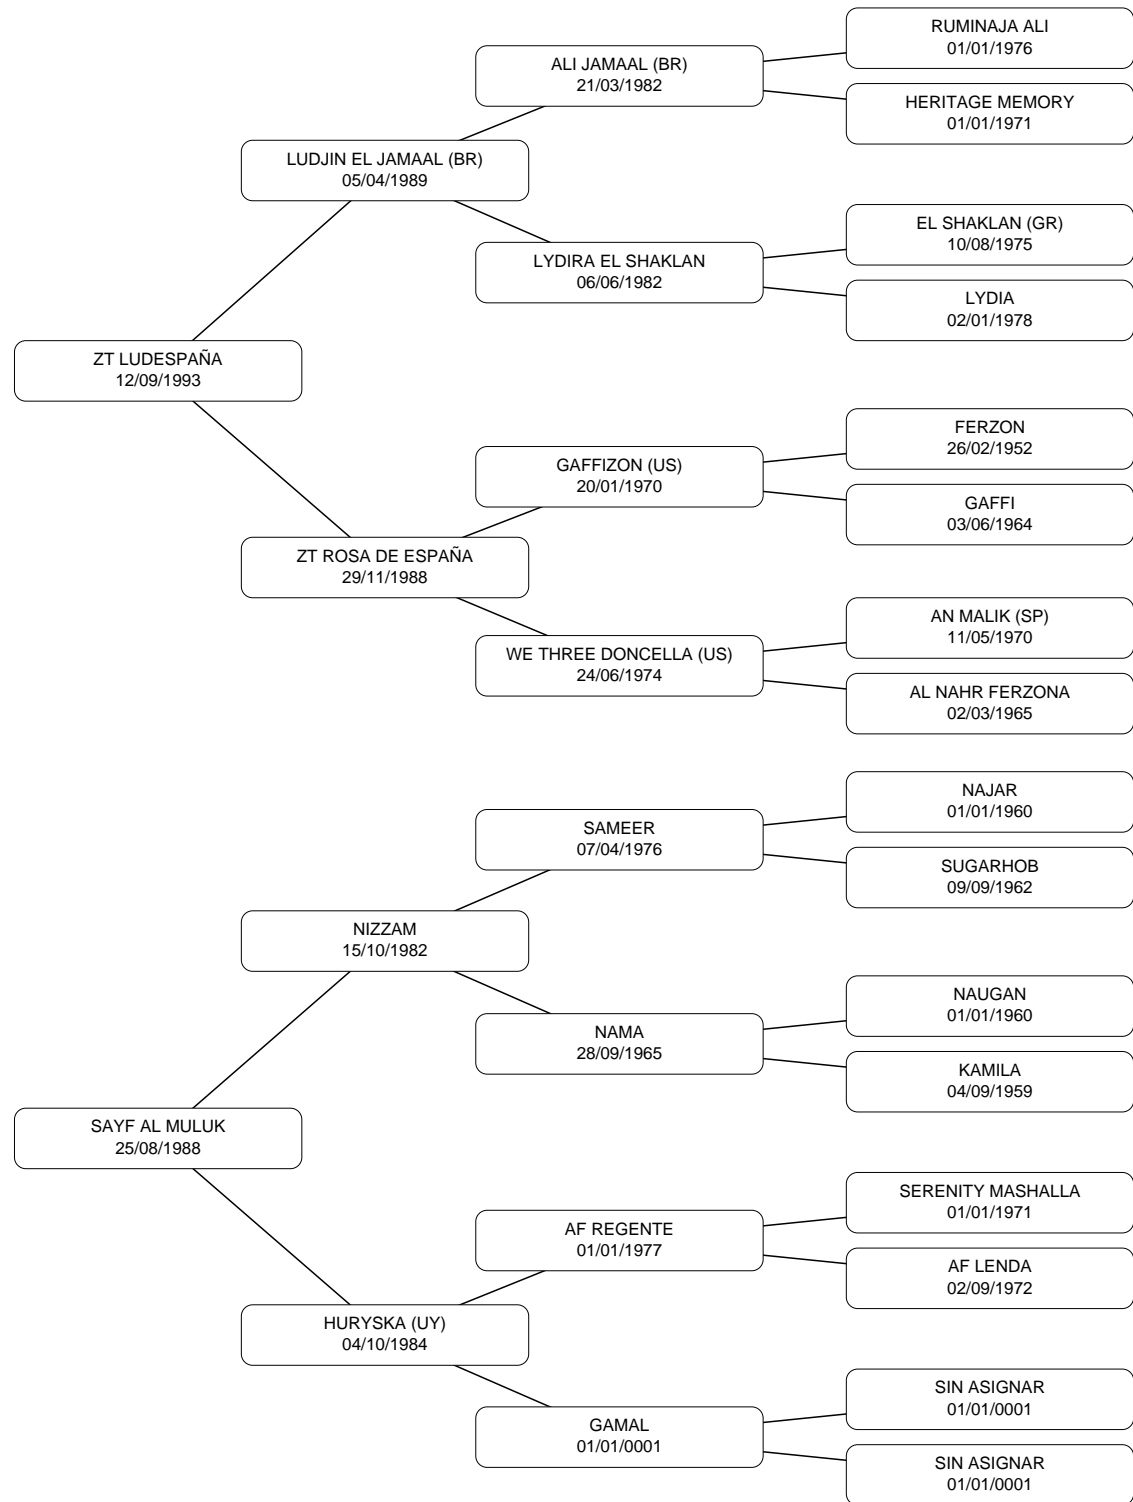 RUMINAJA ALI
01/01/1976
ALI JAMAAL (BR)
21/03/1982
HERITAGE MEMORY
01/01/1971
LUDJIN EL JAMAAL (BR)
05/04/1989
EL SHAKLAN (GR)
10/08/1975
LYDIRA EL SHAKLAN
06/06/1982
LYDIA
02/01/1978
ZT LUDESPAÑA
12/09/1993
FERZON
26/02/1952
GAFFIZON (US)
20/01/1970
GAFFI
03/06/1964
ZT ROSA DE ESPAÑA
29/11/1988
AN MALIK (SP)
11/05/1970
WE THREE DONCELLA (US)
24/06/1974
AL NAHR FERZONA
02/03/1965
NAJAR
01/01/1960
SAMEER
07/04/1976
SUGARHOB
09/09/1962
NIZZAM
15/10/1982
NAUGAN
01/01/1960
NAMA
28/09/1965
KAMILA
04/09/1959
SAYF AL MULUK
25/08/1988
SERENITY MASHALLA
01/01/1971
AF REGENTE
01/01/1977
AF LENDA
02/09/1972
HURYSKA (UY)
04/10/1984
SIN ASIGNAR
01/01/0001
GAMAL
01/01/0001
SIN ASIGNAR
01/01/0001